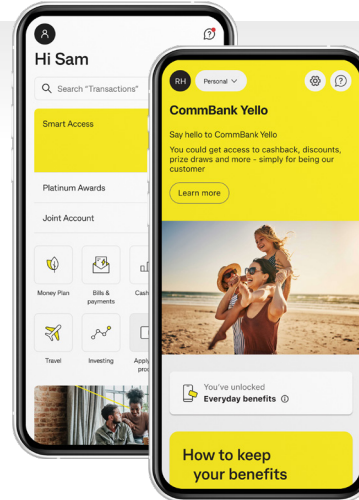 Hi Sam
Search "Transactions"
Smart Access
Platinum Awards
Joint Account
Money Plan
Bills &
payments
Travel
Investing
RH
Personal
CommBank Yello
Say hello to CommBank Yello
You could get access to cashback, discounts,
prize draws and more - simply for being our
customer
Learn more
You've unlocked
Everyday benefits
How to keep
your benefits